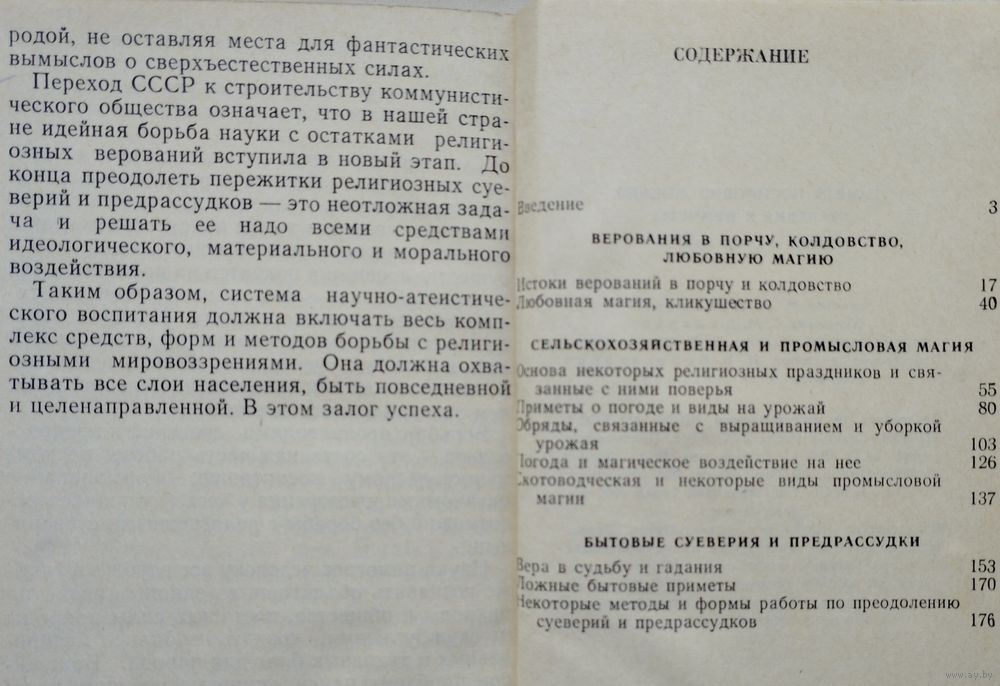 родой, не оставляя места для фантастических
вымыслов о сверхъестественных силах.
Переход СССР к строительству коммунисти-
ческого общества означает, что в нашей стра-
не идейная борьба науки с остатками религи-
озных верований вступила в новый этап. До
конца преодолеть пережитки религиозных суе-
верий и предрассудков — это неотложная зада-
ча и решать ее надо всеми средствами
идеологического, материального и морального
воздействия.
Таким образом, система научно-атеистиче-
ского воспитания должна включать весь комп-
лекс средств, форм и методов борьбы с религи-
озными мировоззрениями. Она должна охва-
тывать все слои населения, быть повседневной
и целенаправленной. В этом залог успеха.
СОДЕРЖАНИЕ
Введение 3
ВЕРОВАНИЯ В ПОРЧУ, КОЛДОВСТВО,
ЛЮБОВНУЮ МАГИЮ
Истоки верований в порчу и колдовство 17
Любовная магия, кликушество 40
СЕЛЬСКОХОЗЯЙСТВЕННАЯ И ПРОМЫСЛОВАЯ МАГИЯ
Основа некоторых религиозных праздников и свя-
занные с ними поверья 55
Приметы о погоде и виды на урожай 80
Обряды, связанные с выращиванием и уборкой
урожая 103
Погода и магическое воздействие на нее 126
Скотоводческая и некоторые виды промысловой
магии 137
БЫТОВЫЕ СУЕВЕРИЯ И ПРЕДРАССУДКИ
Вера в судьбу и гадания 153
Ложные бытовые приметы 170
Некоторые методы и формы работы по преодолению
суеверий и предрассудков 176
www.ay.by